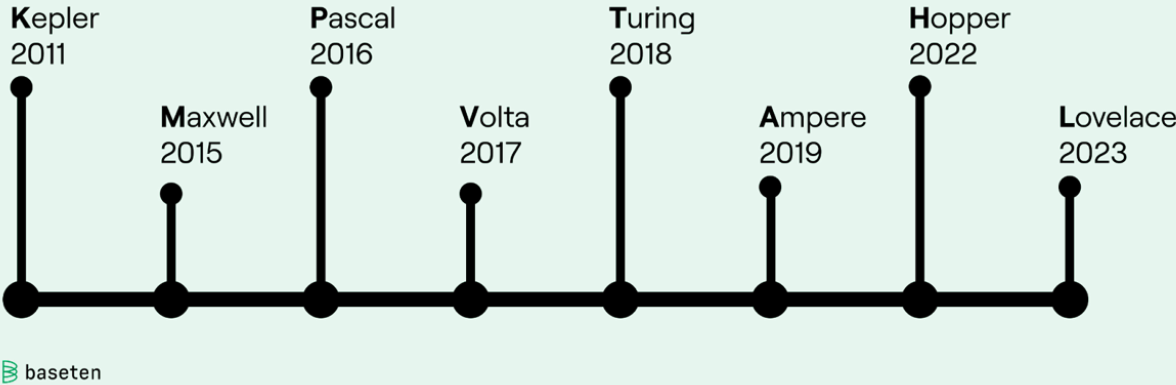 Kepler
2011
Maxwell
2015
Pascal
2016
Volta
2017
Turing
2018
Ampere
2019
Hopper
2022
Lovelace
2023
baseten